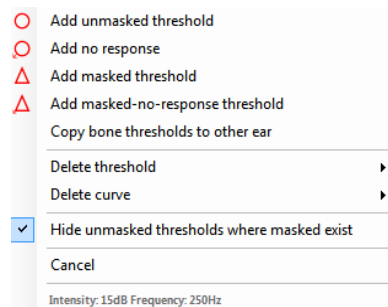 Add unmasked threshold
Add no response
Add masked threshold
Add masked-no-response threshold
Copy bone thresholds to other ear
Delete threshold
Delete curve
Hide unmasked thresholds where masked exist
Cancel
Intensity: 15dB Frequency: 250Hz